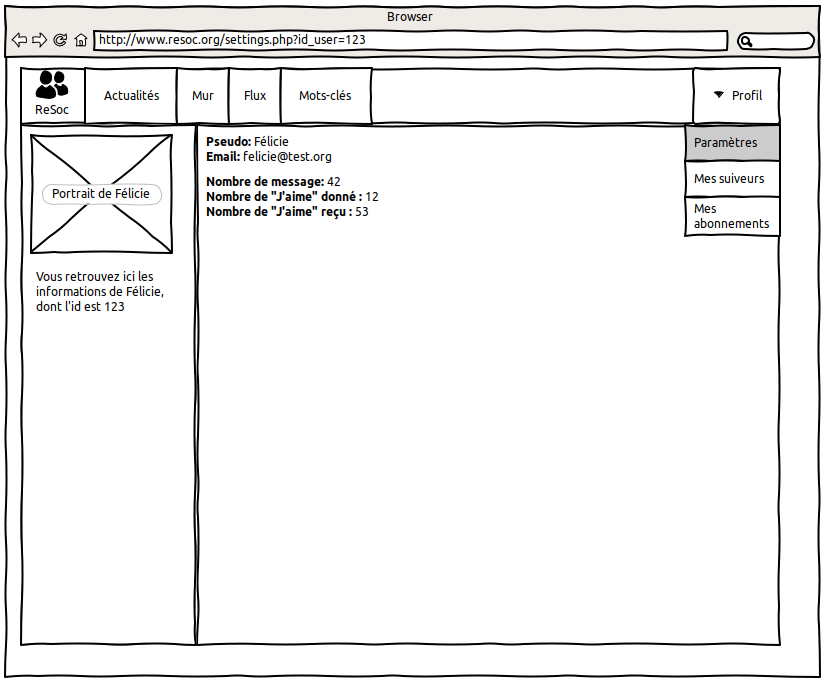 Browser
http://www.resoc.org/settings.php?id_user=123
ReSoc
Actualités
Mur
Flux
Mots-clés
Profil
Paramètres
Mes suiveurs
Mes
abonnements
Portrait de Félicie
Vous retrouvez ici les
informations de Félicie,
dont l'id est 123
Pseudo: Félicie
Email: felicie@test.org
Nombre de message: 42
Nombre de "J'aime" donné : 12
Nombre de "J'aime" reçu : 53